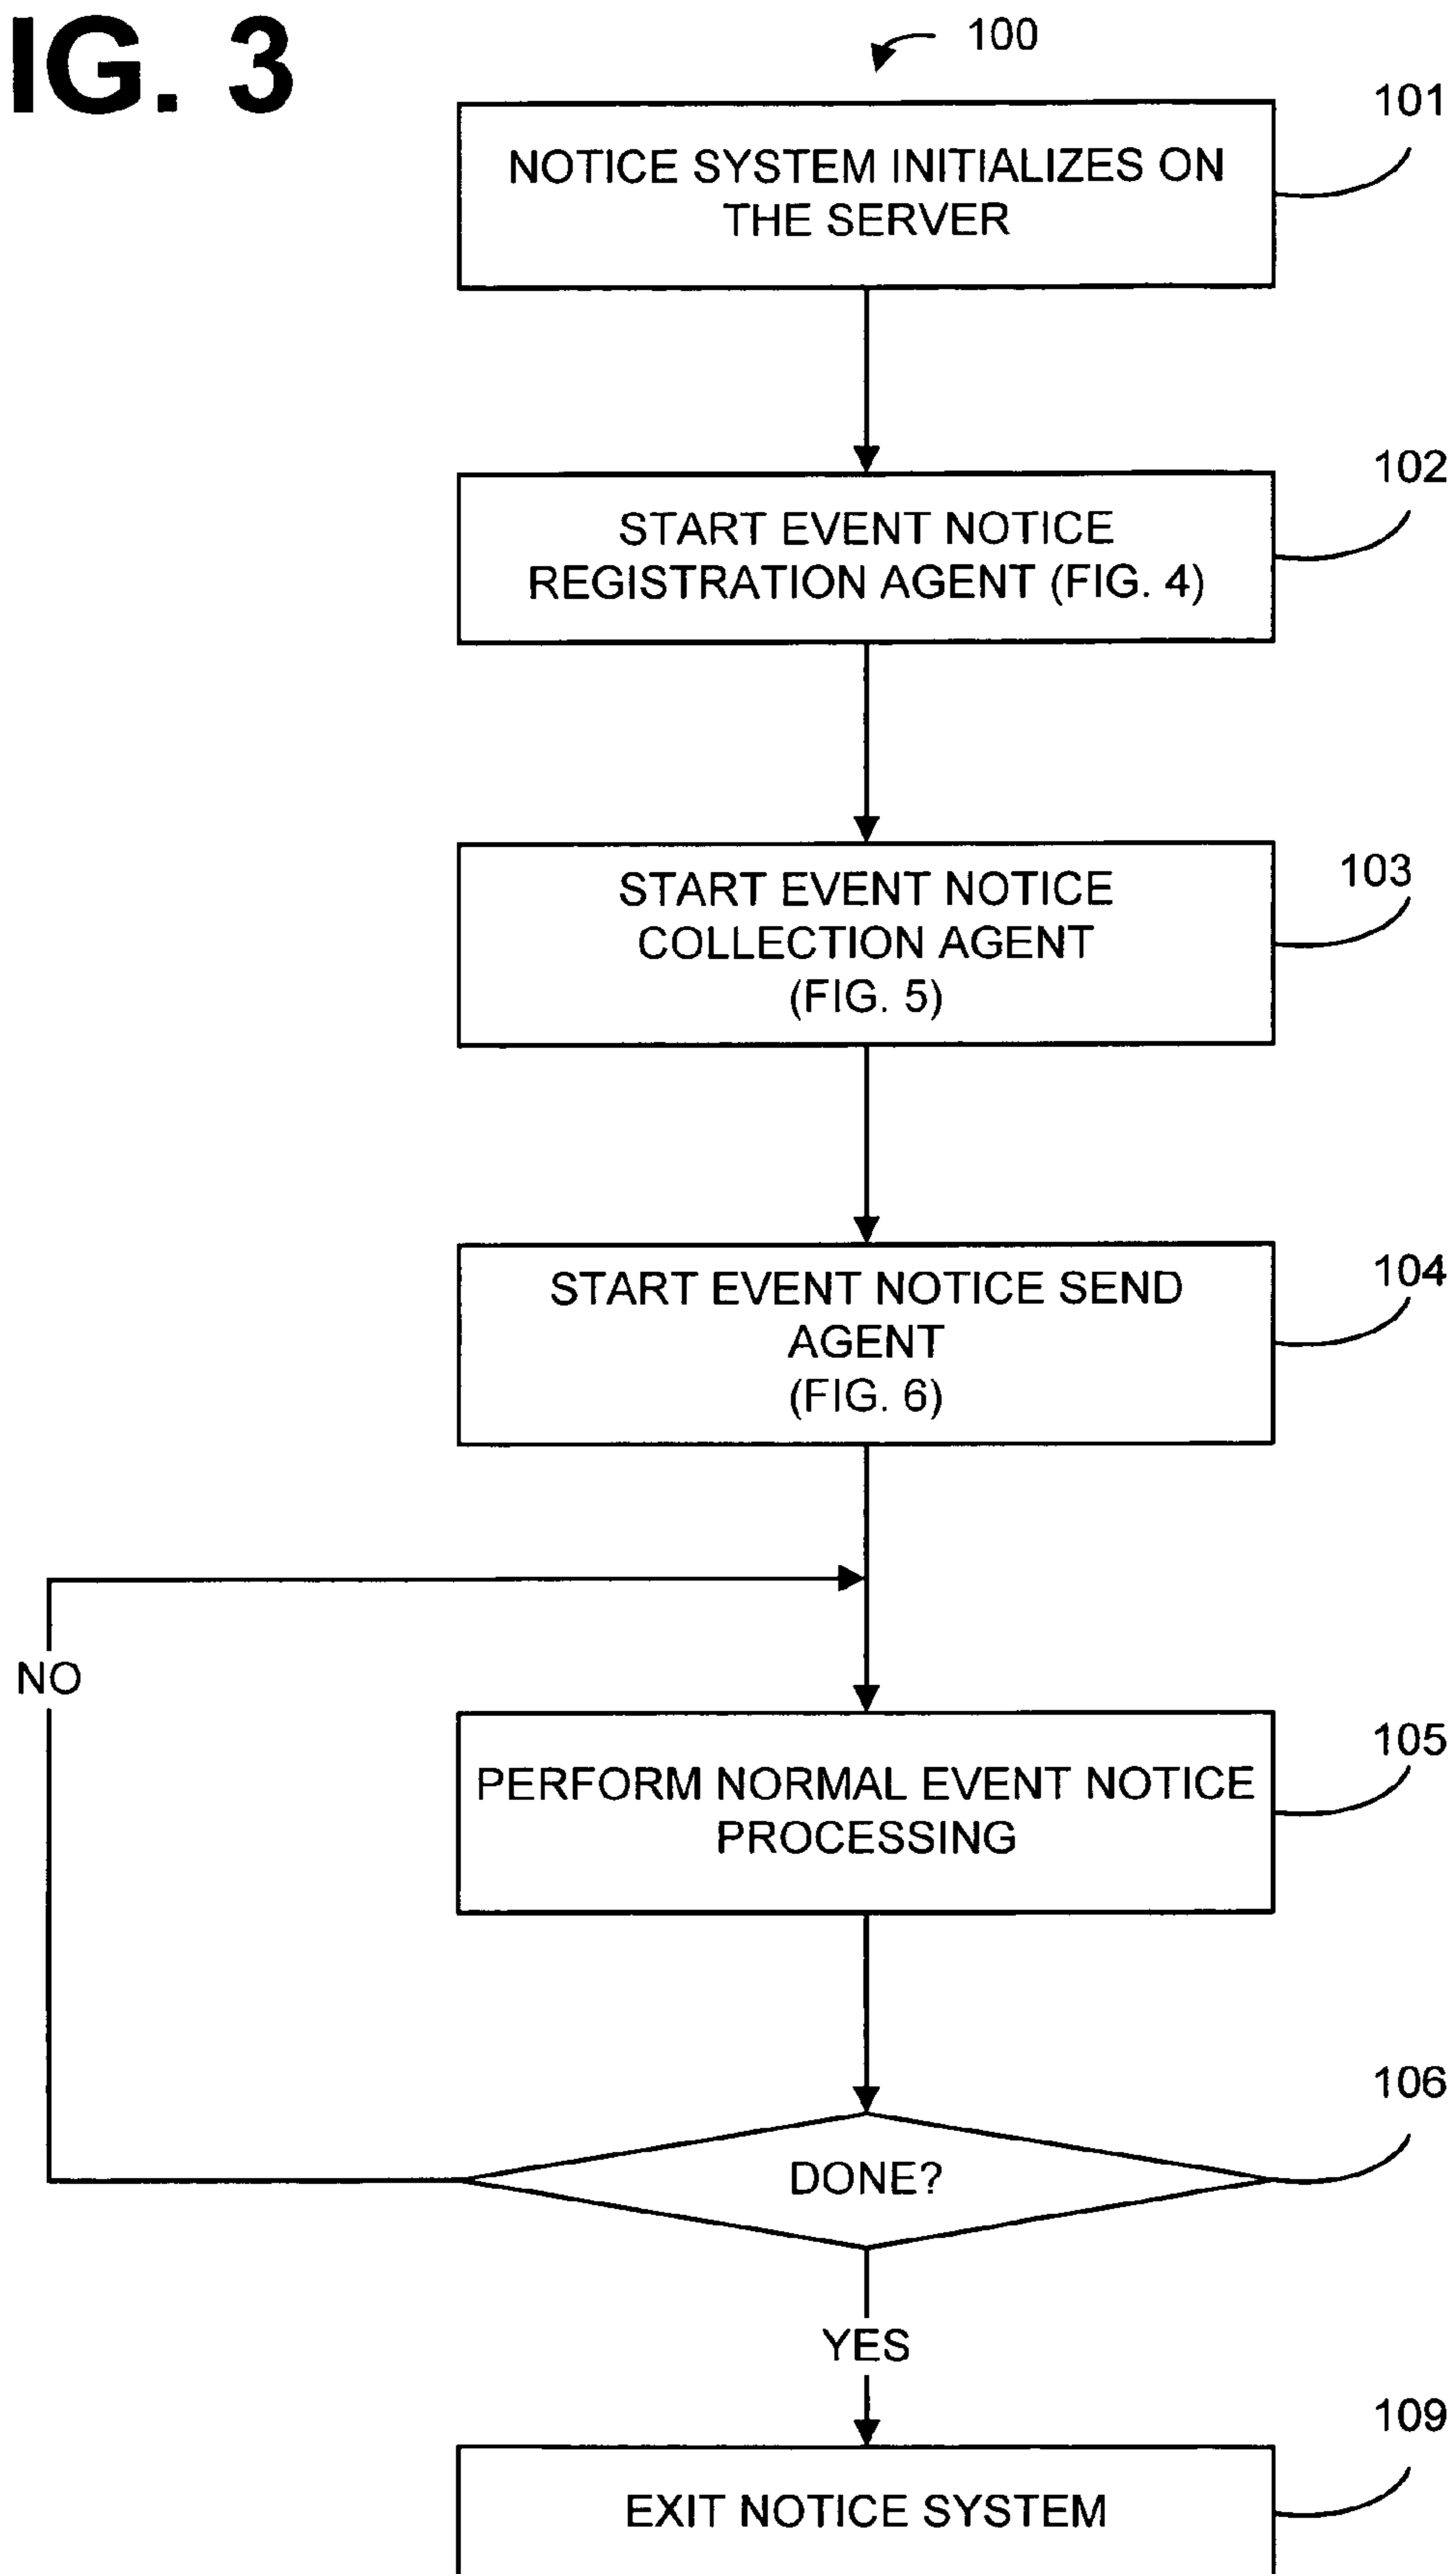 IG. 3
100
101
NOTICE SYSTEM INITIALIZES ON
THE SERVER
102
START EVENT NOTICE
REGISTRATION AGENT (FIG. 4)
103
START EVENT NOTICE
COLLECTION AGENT
(FIG. 5)
104
START EVENT NOTICE SEND
AGENT
(FIG. 6)
NO
105
PERFORM NORMAL EVENT NOTICE
PROCESSING
106
DONE?
YES
109
EXIT NOTICE SYSTEM